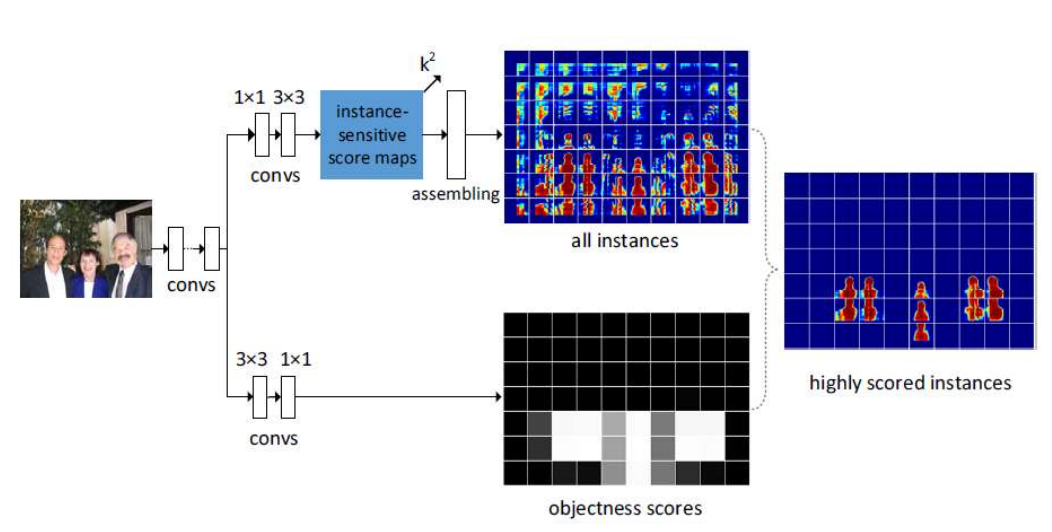 k²
1×1 3×3
instance-
sensitive
score maps
convs
assembling
all instances
convs
highly scored instances
3×3 1×1
convs
objectness scores